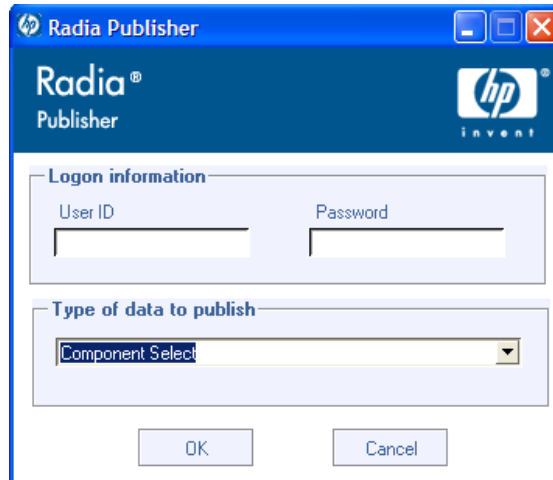 Radia Publisher
Radia®
Publisher
hp®
invent
Logon information
User ID
Password
Type of data to publish
Component Select
OK
Cancel